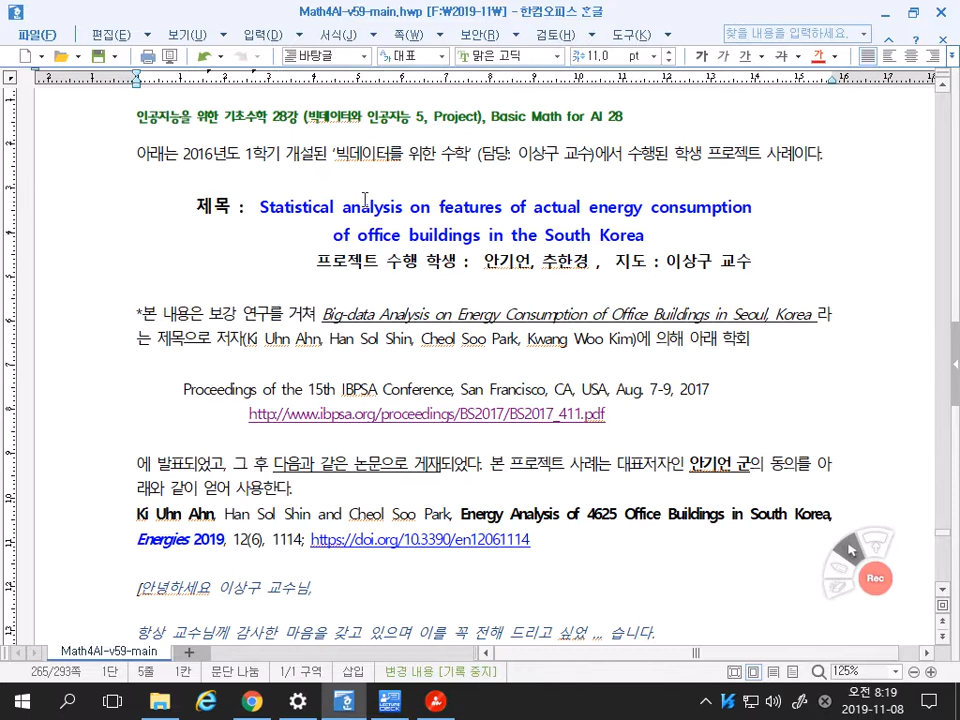 Math4AI-v59-main.hwp [F:₩2019-11₩] - 한컴오피스 한글
파일(F) 편집(E) 보기(U) 입력(D) 서식(J) 쪽(W) 보안(R) 검토(H) 도구(K) 찾을 내용을 입력하세요.
바탕글 대표 맑은 고딕 11.0 pt 가 가 가 가 가
인공지능을 위한 기초수학 28강 (빅데이터와 인공지능 5, Project), Basic Math for AI 28
아래는 2016년도 1학기 개설된 ‘빅데이터를 위한 수학’ (담당: 이상구 교수)에서 수행된 학생 프로젝트 사례이다.
제목 : Statistical analysis on features of actual energy consumption
of office buildings in the South Korea
프로젝트 수행 학생 : 안기언, 추한경 , 지도 : 이상구 교수
*본 내용은 보강 연구를 거쳐 Big-data Analysis on Energy Consumption of Office Buildings in Seoul, Korea 라
는 제목으로 저자(Ki Uhn Ahn, Han Sol Shin, Cheol Soo Park, Kwang Woo Kim)에 의해 아래 학회
Proceedings of the 15th IBPSA Conference, San Francisco, CA, USA, Aug. 7-9, 2017
http://www.ibpsa.org/proceedings/BS2017/BS2017_411.pdf
에 발표되었고, 그 후 다음과 같은 논문으로 게재되었다. 본 프로젝트 사례는 대표저자인 안기언 군의 동의를 아
래와 같이 얻어 사용한다.
Ki Uhn Ahn, Han Sol Shin and Cheol Soo Park, Energy Analysis of 4625 Office Buildings in South Korea,
Energies 2019, 12(6), 1114; https://doi.org/10.3390/en12061114
Rec
[안녕하세요 이상구 교수님,
항상 교수님께 감사한 마음을 갖고 있으며 이를 꼭 전해 드리고 싶었 ,.. 습니다.
Math4AI-v59-main
265/293쪽 1단 5줄 1칸 문단 나눔 1/1 구역 삽입 변경 내용 [기록 중지] 125%
오전 8:19
2019-11-08